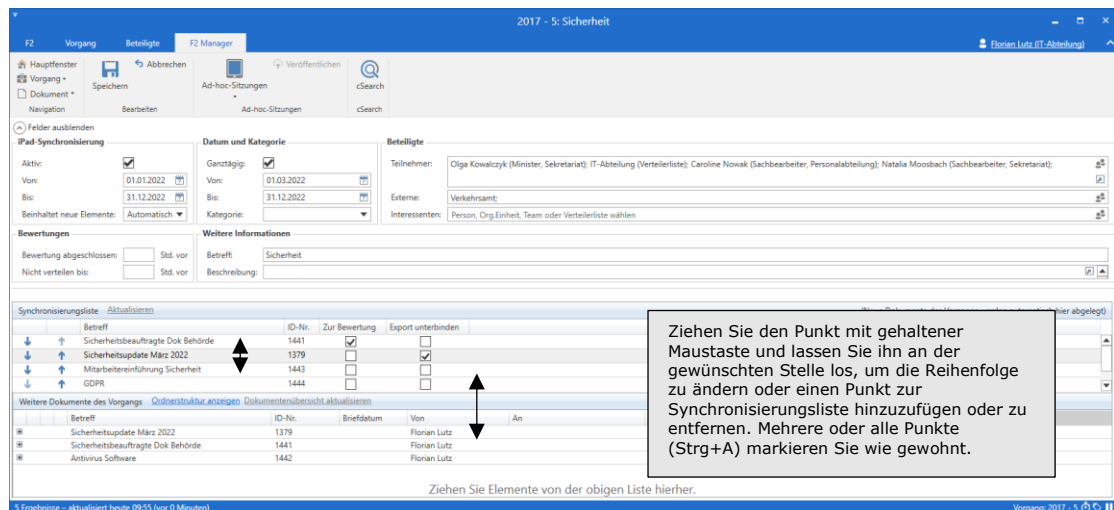 2017 - 5: Sicherheit
F2 Vorgang Beteiligte F2 Manager Florian Lutz (IT-Abteilung)
Hauptfenster Abbrechen Veröffentlichen
Vorgang
Speichern Ad-hoc-Sitzungen cSearch
Dokument
Navigation Bearbeiten Ad-hoc-Sitzungen cSearch
Felder ausblenden
iPad-Synchronisierung Datum und Kategorie Beteiligte
Aktiv: Ganztägig: Teilnehmer: Olga Kowalczyk (Minister, Sekretariat); IT-Abteilung (Verteilerliste); Caroline Nowak (Sachbearbeiter, Personalabteilung); Natalia Moosbach (Sachbearbeiter, Sekretariat);
Von: 01.01.2022 Von: 01.03.2022
Bis: 31.12.2022 Bis: 31.12.2022 Externe: Verkehrsamt;
Beinhaltet neue Elemente: Automatisch Kategorie: Interessenten: Person, Org.Einheit, Team oder Verteilerliste wählen
Bewertungen Weitere Informationen
Bewertung abgeschlossen: Std. vor Betreff: Sicherheit
Nicht verteilen bis: Std. vor Beschreibung:
Synchronisierungsliste Aktualisieren hier abgelegt)
Betreff ID-Nr. Zur Bewertung Export unterbinden
Sicherheitsbeauftragte Dok Behörde 1441
Sicherheitsupdate März 2022 1379
Mitarbeitereinführung Sicherheit 1443
GDPR 1444
Weitere Dokumente des Vorgangs Ordnerstruktur anzeigen Dokumentenübersicht aktualisieren
Betreff ID-Nr. Briefdatum Von An
Sicherheitsupdate März 2022 1379 Florian Lutz
Sicherheitsbeauftragte Dok Behörde 1441 Florian Lutz
Antivirus Software 1442 Florian Lutz
Ziehen Sie Elemente von der obigen Liste hierher.
Ziehen Sie den Punkt mit gehaltener
Maustaste und lassen Sie ihn an der
gewünschten Stelle los, um die Reihenfolge
zu ändern oder einen Punkt zur
Synchronisierungsliste hinzuzufügen oder zu
entfernen. Mehrere oder alle Punkte
(Strg+A) markieren Sie wie gewohnt.
5 Ergebnisse – aktualisiert heute 09:55 (vor 0 Minuten) Vorgang: 2017 - 5